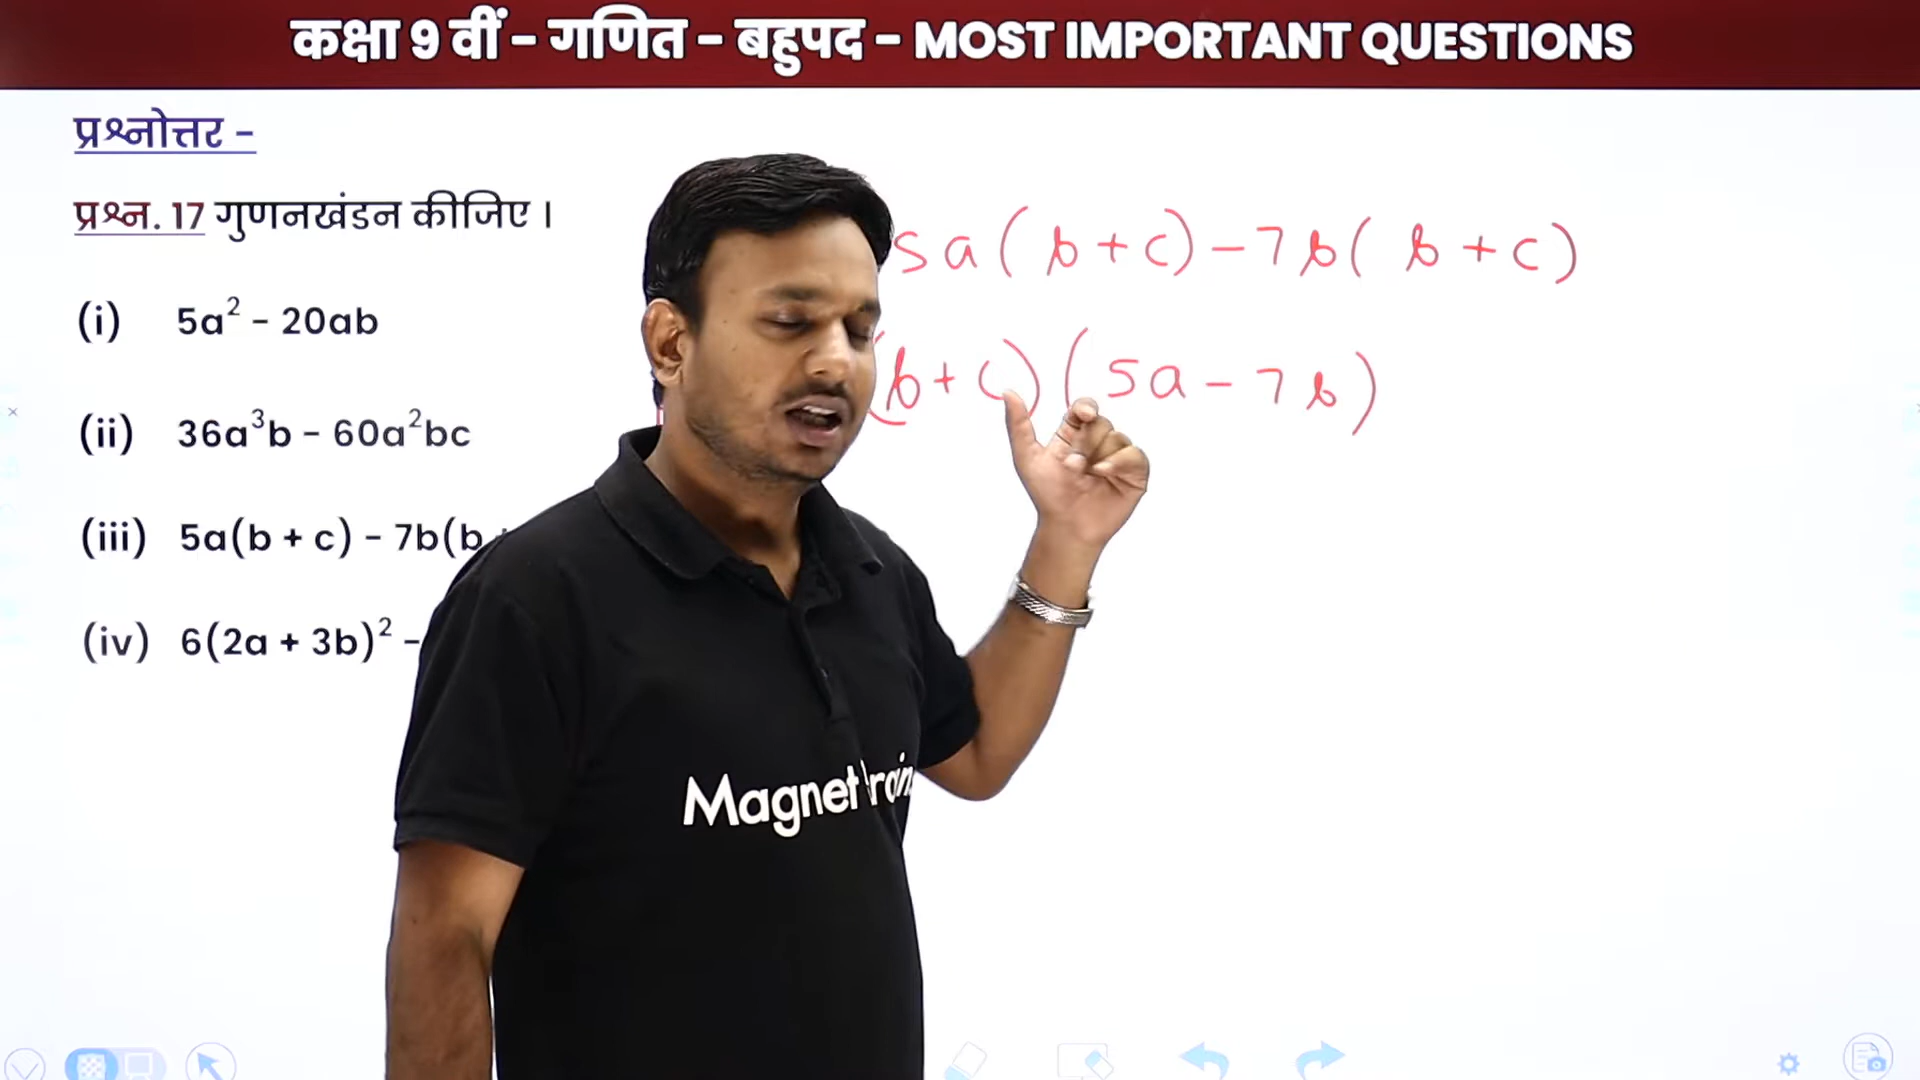 कक्षा 9 वीं - गणित - बहुपद - MOST IMPORTANT QUESTIONS
प्रश्नोत्तर -
प्रश्न. 17 गुणनखंडन कीजिए ।
(i) 5a² - 20ab
(ii) 36a³b - 60a²bc
(iii) 5a(b + c) - 7b(b
(iv) 6(2a + 3b)² -
5a(b+c)-7b(b+c)
(b+c)(5a-7b)
Magnet